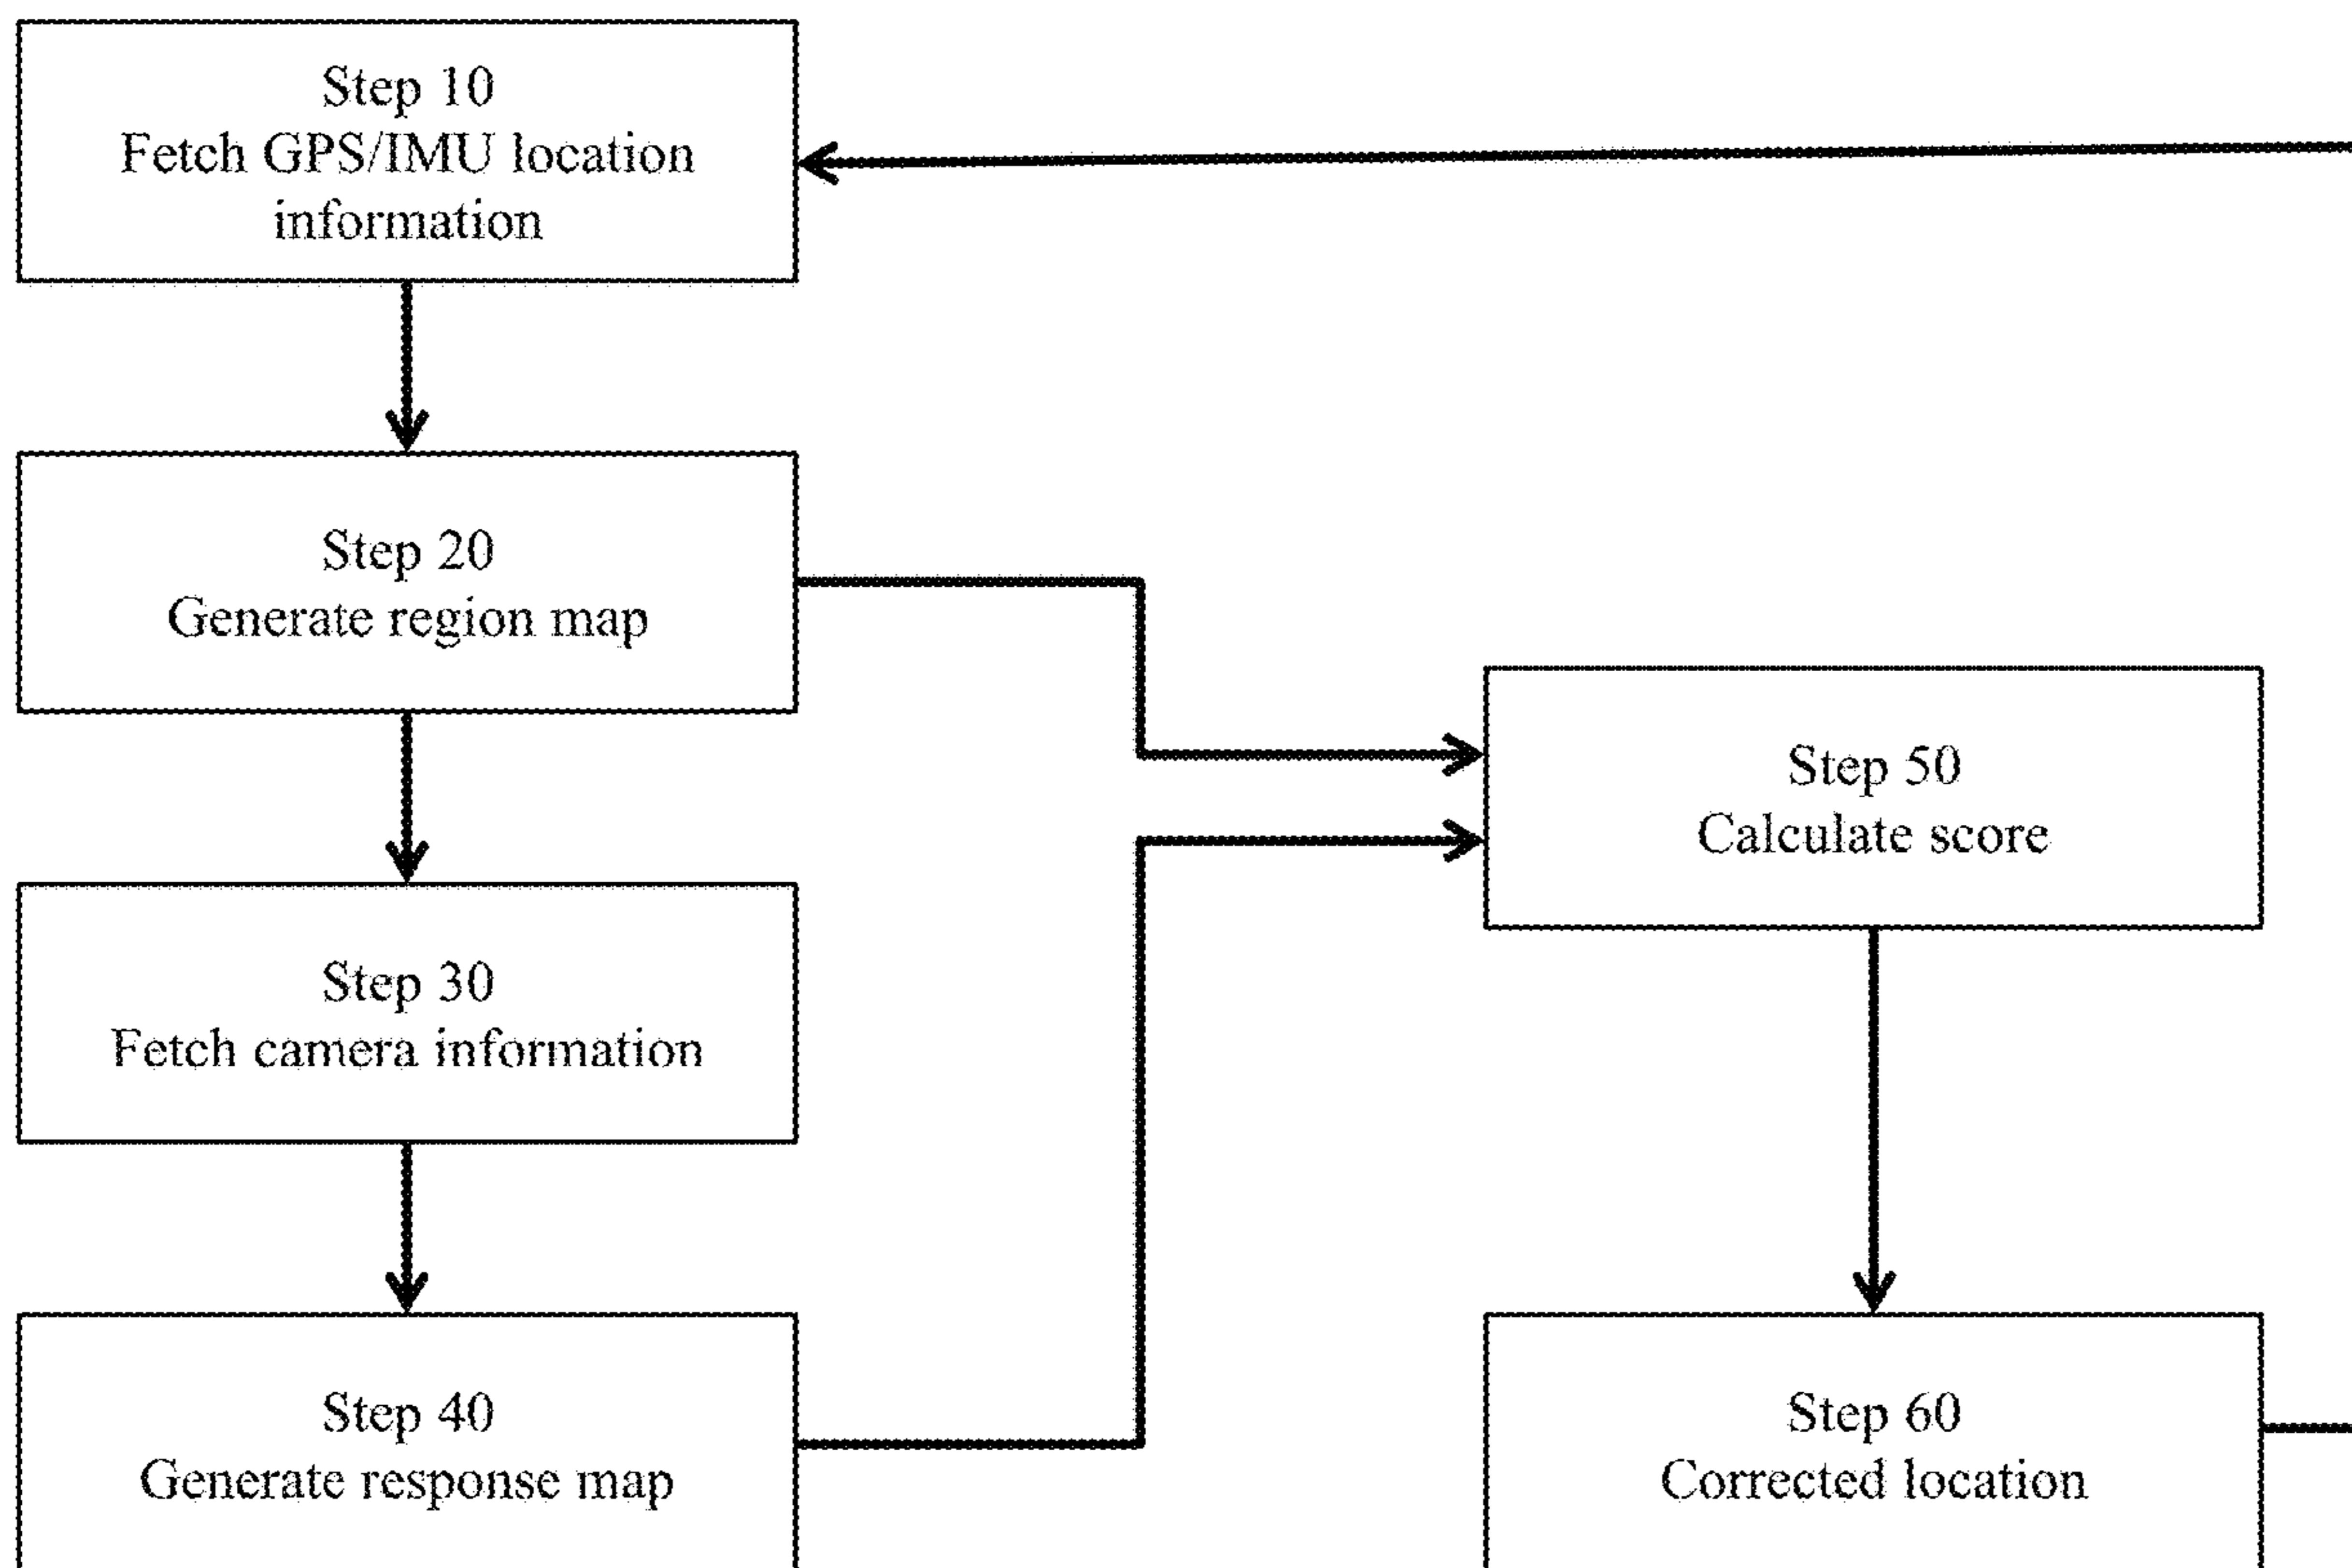 Step 10
Fetch GPS/IMU location
information
Step 20
Generate region map
Step 30
Fetch camera information
Step 40
Generate response map
Step 50
Calculate score
Step 60
Corrected location